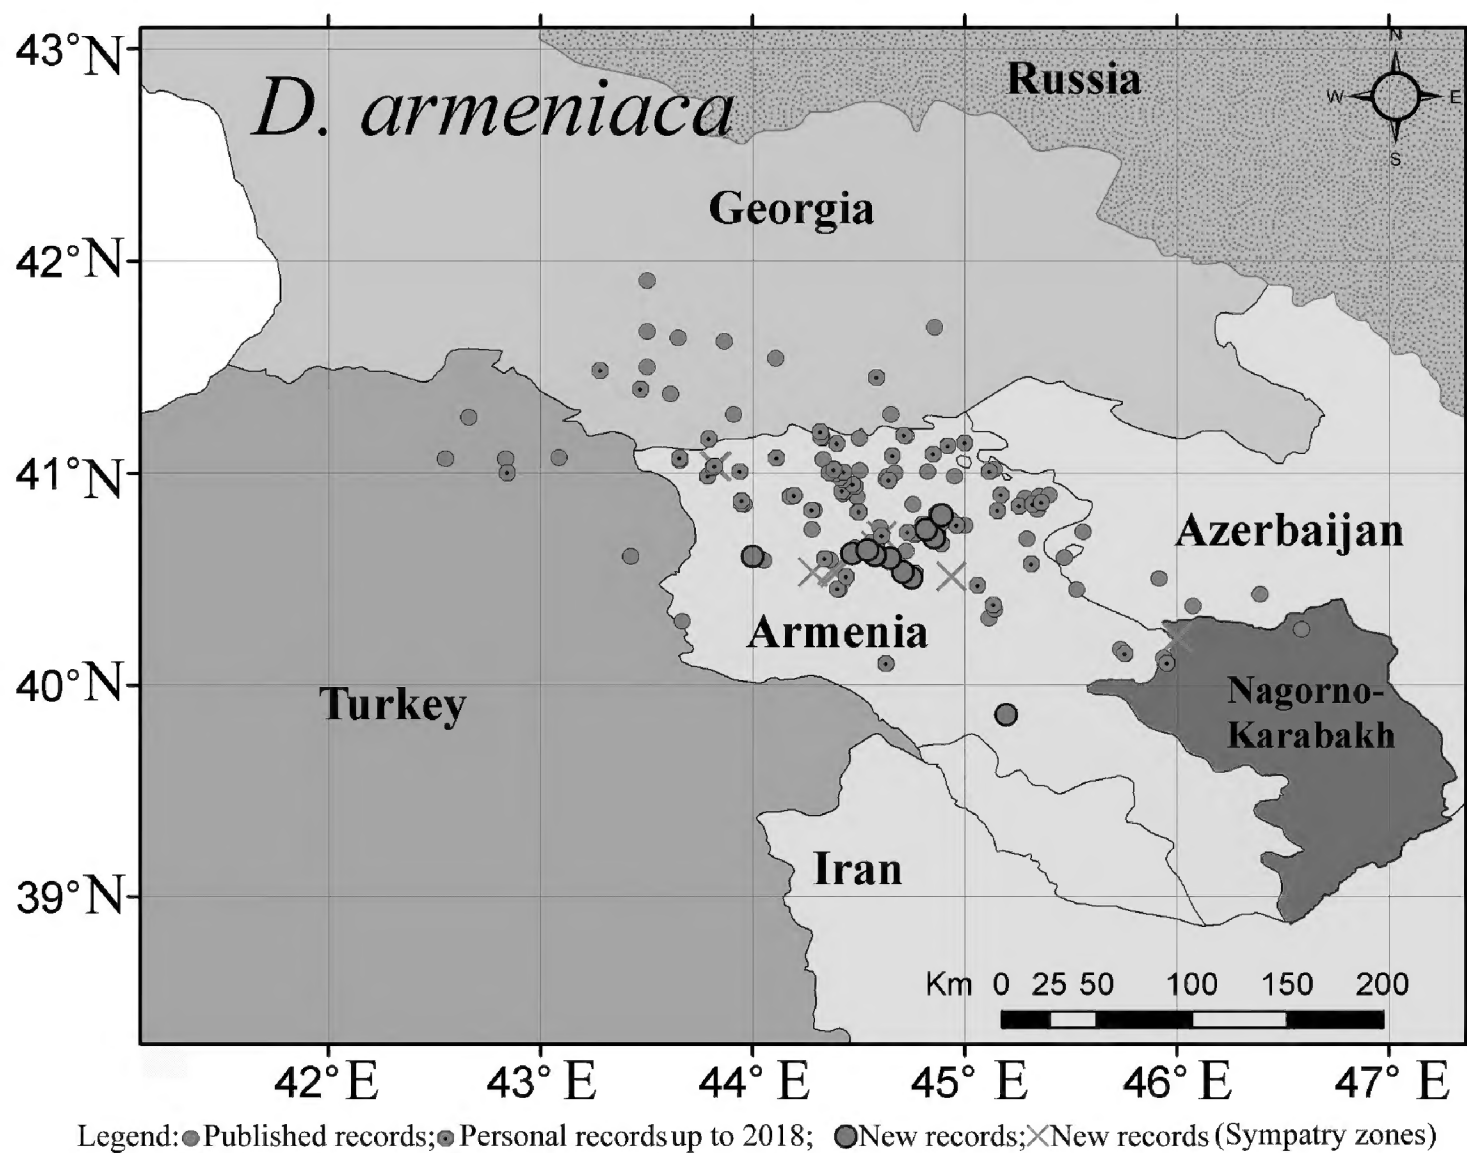 43°N
D. armeniaca
Russia
N
W
E
S
Georgia
42°N
41°N
Azerbaijan
Armenia
40°N
Turkey
Nagorno-
Karabakh
Iran
39°N
Km 0 25 50 100 150 200
42°E 43°E 44°E 45°E 46°E 47°E
Legend: Published records; Personal records up to 2018; New records; New records (Sympatry zones)